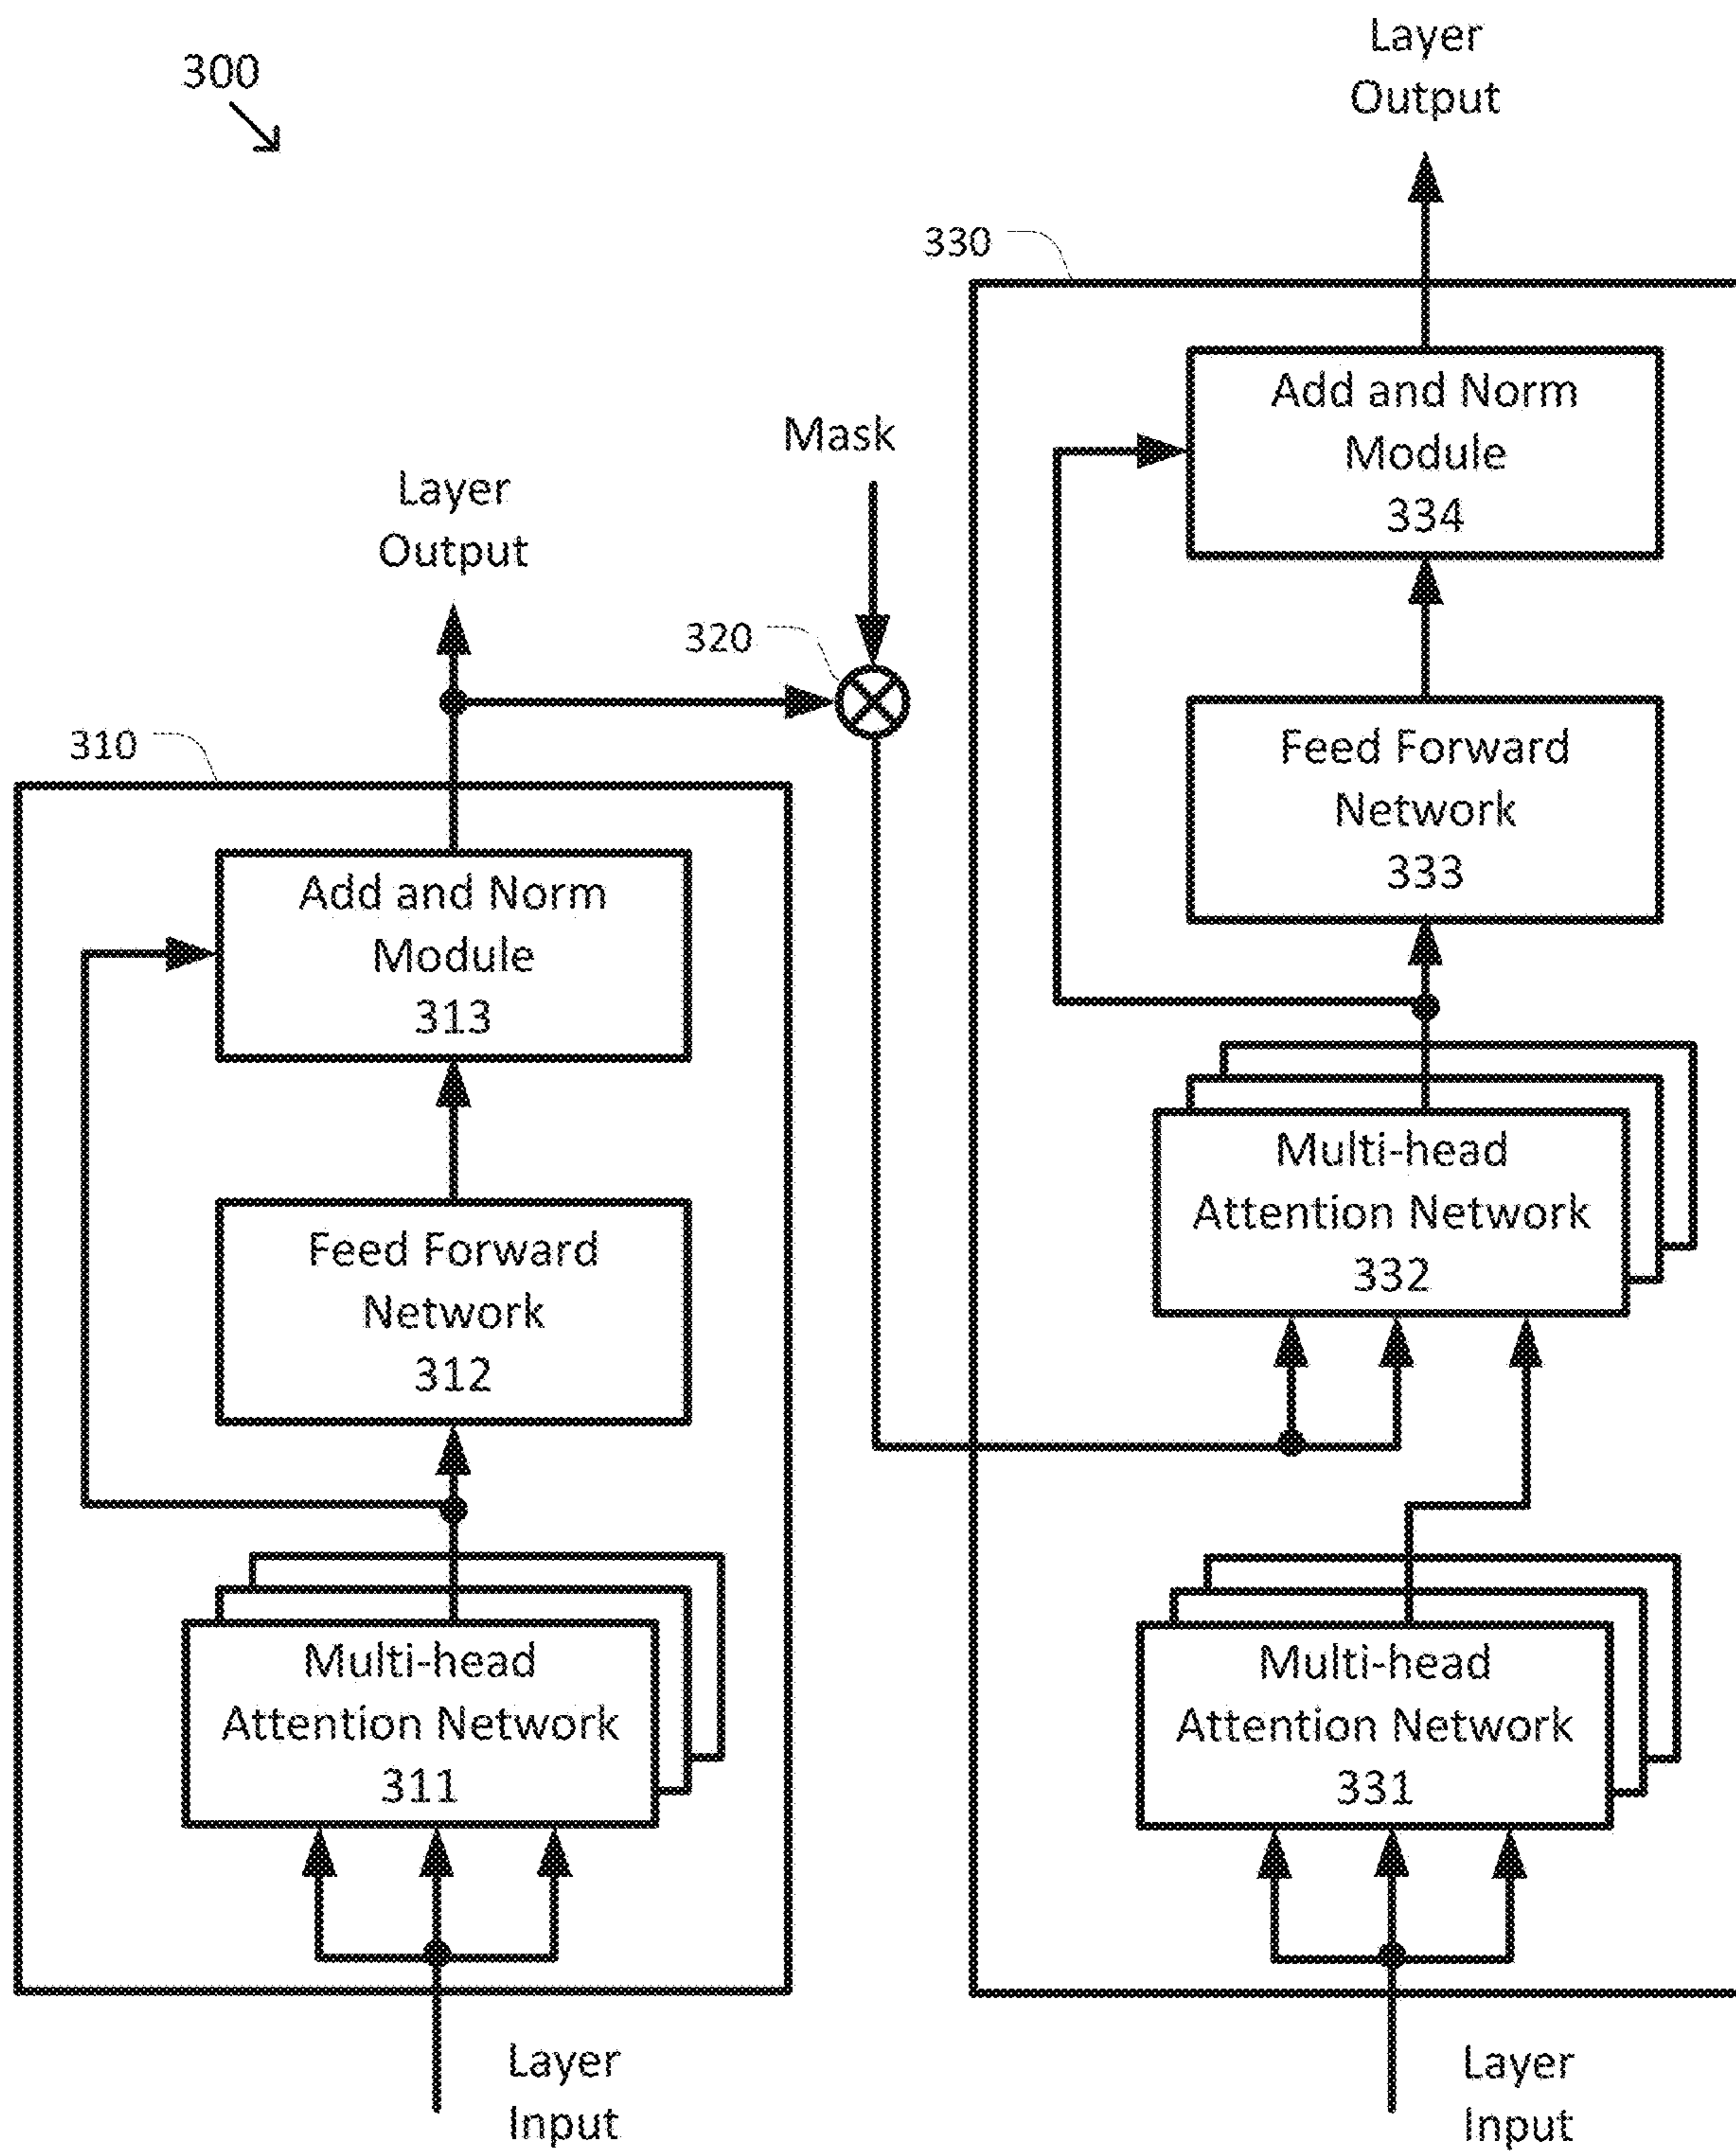 300
Layer
Output
330
Add and Norm
Module
334
Mask
Layer
Output
320
Feed Forward
Network
333
310
Add and Norm
Module
313
Multi-head
Attention Network
332
Feed Forward
Network
312
Multi-head
Attention Network
311
Multi-head
Attention Network
331
Layer
Input
Layer
Input